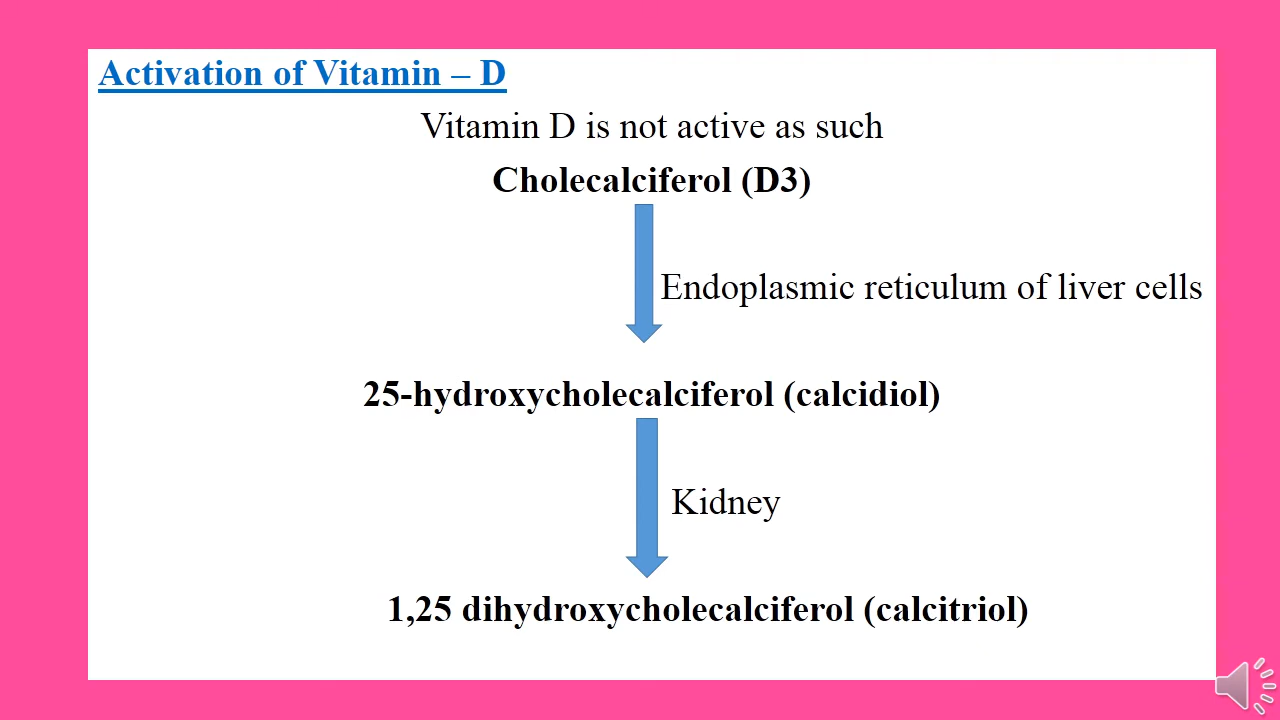 Activation of Vitamin – D
Vitamin D is not active as such
Cholecalciferol (D3)
Endoplasmic reticulum of liver cells
25-hydroxycholecalciferol (calcidiol)
Kidney
1,25 dihydroxycholecalciferol (calcitriol)